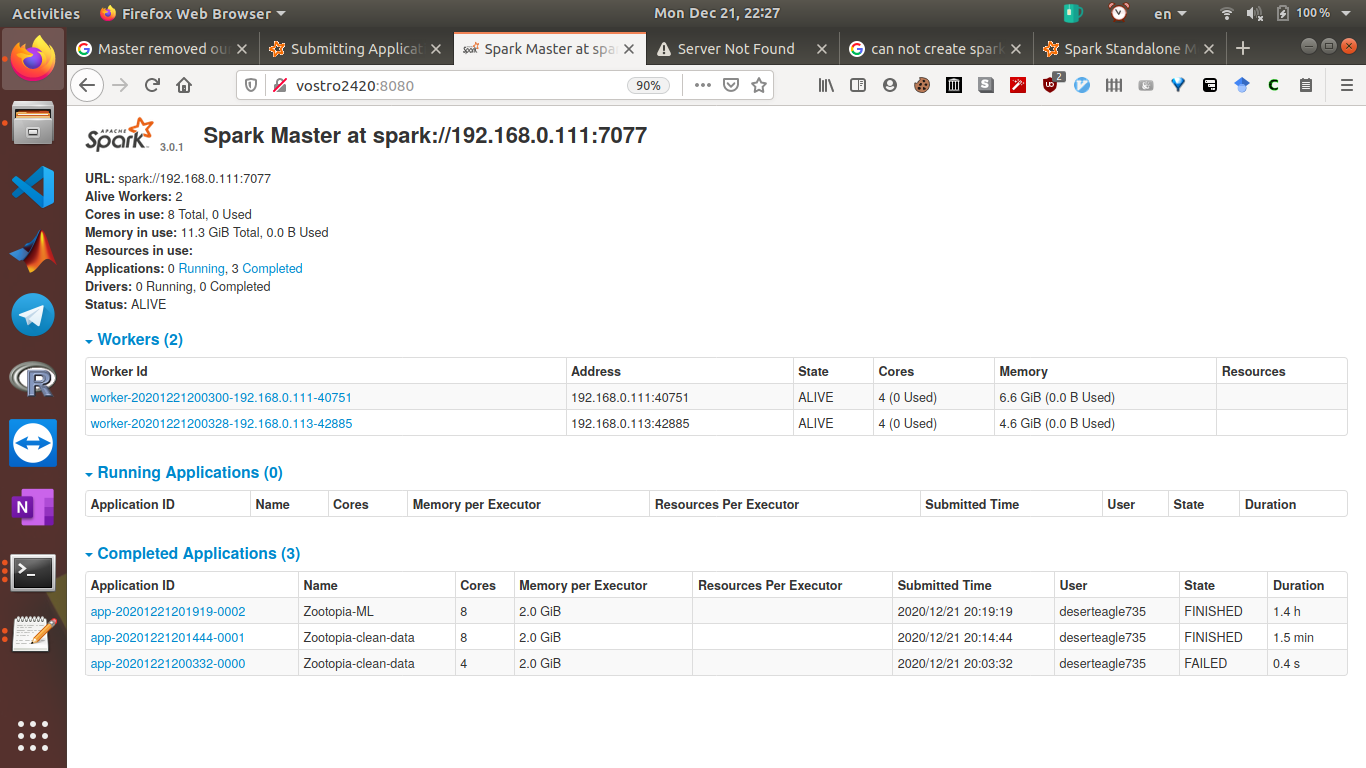 Activities Firefox Web Browser Mon Dec 21, 22:27 en 100 %
Master removed ou Submitting Applicat Spark Master at spa Server Not Found can not create spark Spark Standalone M
vostro2420:8080 90% 2
APACHE Spark 3.0.1 Spark Master at spark://192.168.0.111:7077
URL: spark://192.168.0.111:7077
Alive Workers: 2
Cores in use: 8 Total, 0 Used
Memory in use: 11.3 GiB Total, 0.0 B Used
Resources in use:
Applications: 0 Running, 3 Completed
Drivers: 0 Running, 0 Completed
Status: ALIVE
Workers (2)
Worker Id Address State Cores Memory Resources
worker-20201221200300-192.168.0.111-40751 192.168.0.111:40751 ALIVE 4 (0 Used) 6.6 GiB (0.0 B Used)
worker-20201221200328-192.168.0.113-42885 192.168.0.113:42885 ALIVE 4 (0 Used) 4.6 GiB (0.0 B Used)
Running Applications (0)
Application ID Name Cores Memory per Executor Resources Per Executor Submitted Time User State Duration
Completed Applications (3)
Application ID Name Cores Memory per Executor Resources Per Executor Submitted Time User State Duration
app-20201221201919-0002 Zootopia-ML 8 2.0 GiB 2020/12/21 20:19:19 deserteagle735 FINISHED 1.4 h
app-20201221201444-0001 Zootopia-clean-data 8 2.0 GiB 2020/12/21 20:14:44 deserteagle735 FINISHED 1.5 min
app-20201221200332-0000 Zootopia-clean-data 4 2.0 GiB 2020/12/21 20:03:32 deserteagle735 FAILED 0.4 s